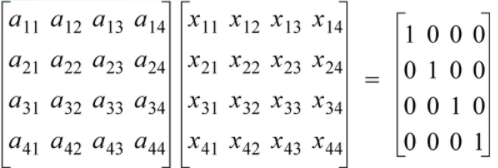 a11 a12 a13 a14 x11 x12 x13 x14 1 0 0 0
a21 a22 a23 a24 x21 x22 x23 x24 0 1 0 0
=
a31 a32 a33 a34 x31 x32 x33 x34 0 0 1 0
a41 a42 a43 a44 x41 x42 x43 x44 0 0 0 1